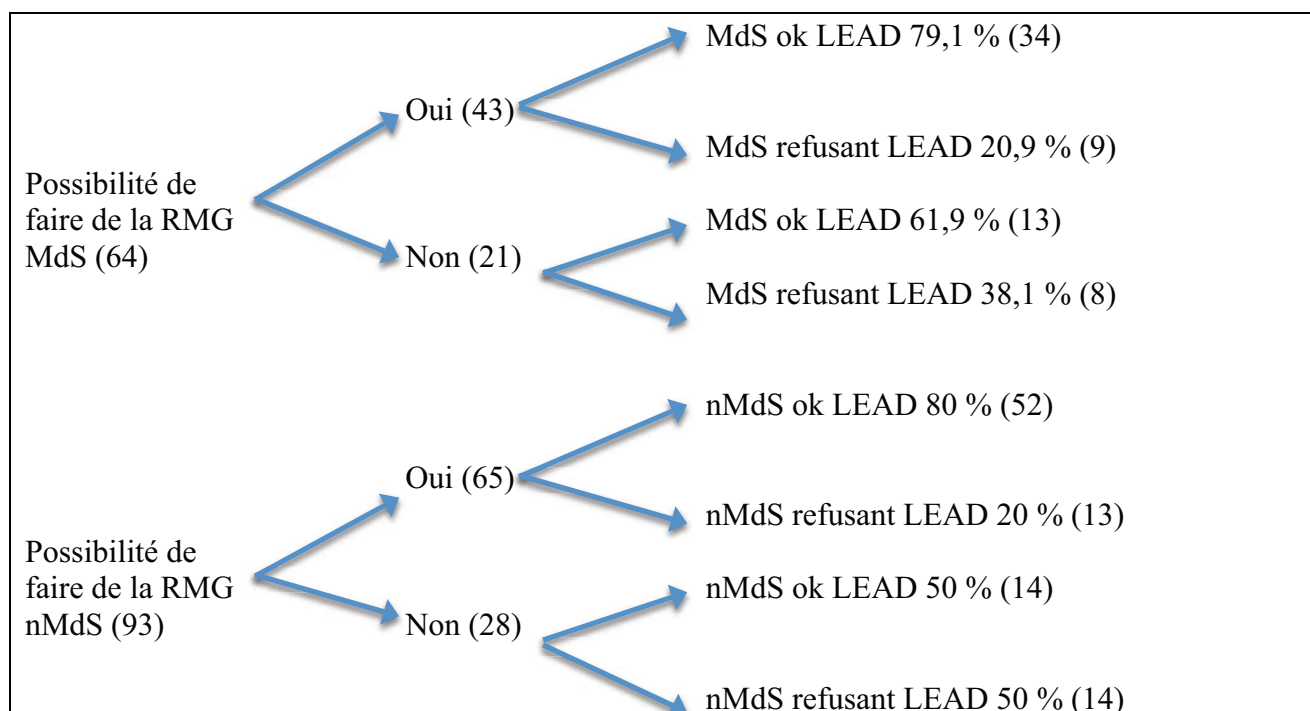 Possibilité de
faire de la RMG
MdS (64)
Oui (43)
MdS ok LEAD 79,1 % (34)
MdS refusant LEAD 20,9 % (9)
Non (21)
MdS ok LEAD 61,9 % (13)
MdS refusant LEAD 38,1 % (8)
Possibilité de
faire de la RMG
nMdS (93)
Oui (65)
nMdS ok LEAD 80 % (52)
nMdS refusant LEAD 20 % (13)
Non (28)
nMdS ok LEAD 50 % (14)
nMdS refusant LEAD 50 % (14)